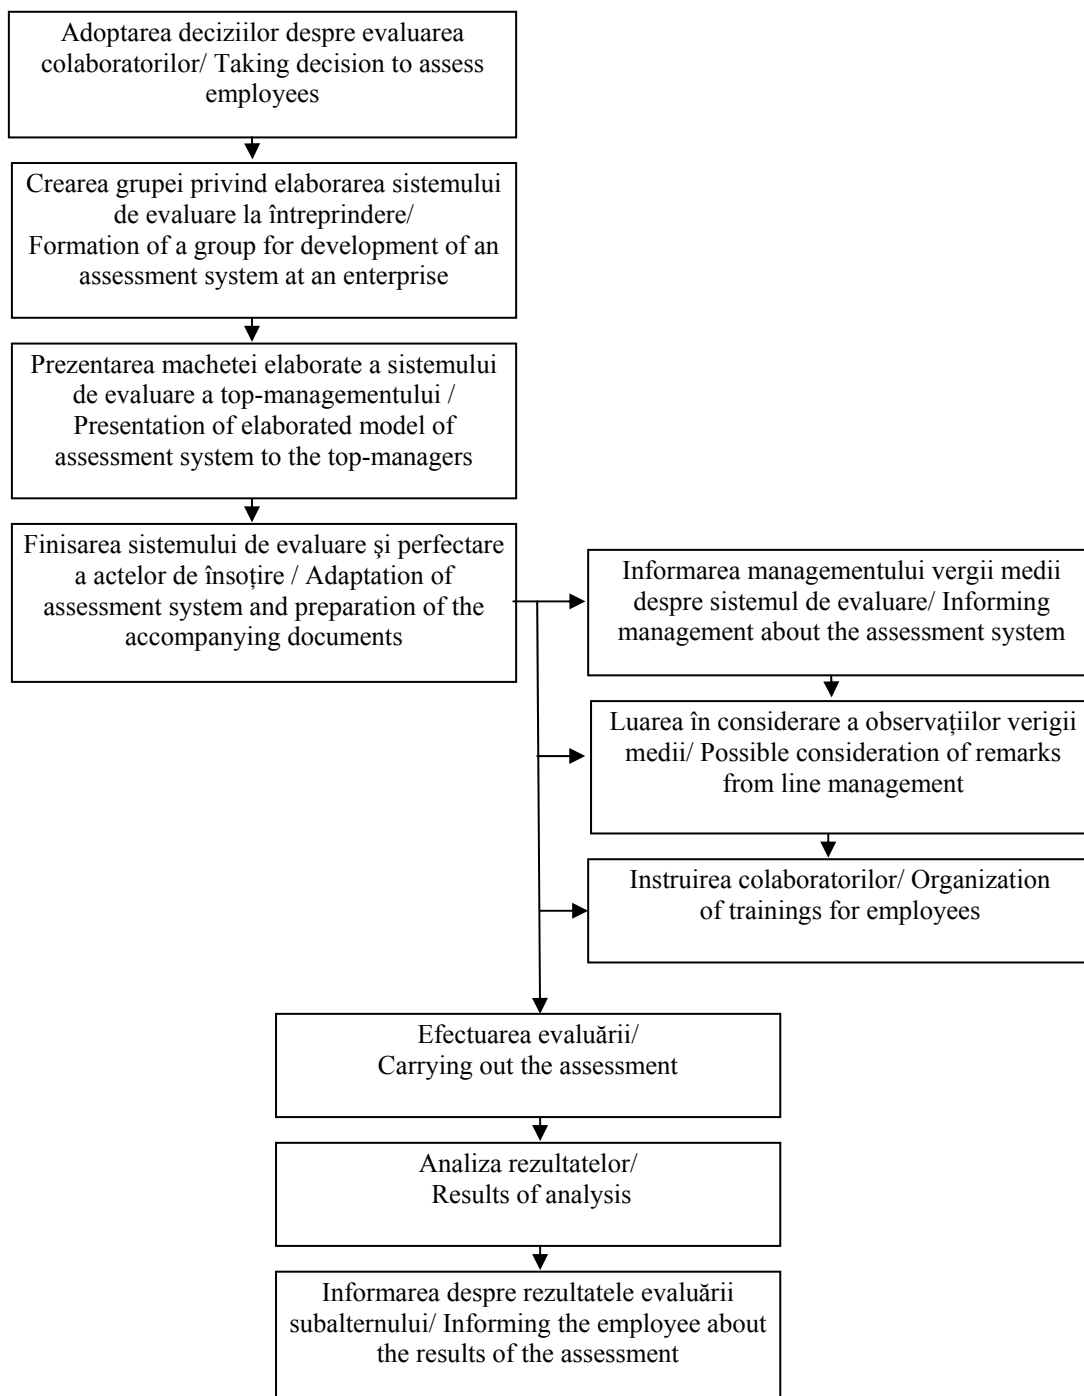 Adoptarea deciziilor despre evaluarea
colaboratorilor/ Taking decision to assess
employees
Crearea grupei privind elaborarea sistemului
de evaluare la întreprindere/
Formation of a group for development of an
assessment system at an enterprise
Prezentarea machetei elaborate a sistemului
de evaluare a top-managementului /
Presentation of elaborated model of
assessment system to the top-managers
Finisarea sistemului de evaluare şi perfectare
a actelor de însoțire / Adaptation of
assessment system and preparation of the
accompanying documents
Informarea managementului vergii medii
despre sistemul de evaluare/ Informing
management about the assessment system
Luarea în considerare a observațiilor verigii
medii/ Possible consideration of remarks
from line management
Instruirea colaboratorilor/ Organization
of trainings for employees
Efectuarea evaluării/
Carrying out the assessment
Analiza rezultatelor/
Results of analysis
Informarea despre rezultatele evaluării
subalternului/ Informing the employee about
the results of the assessment